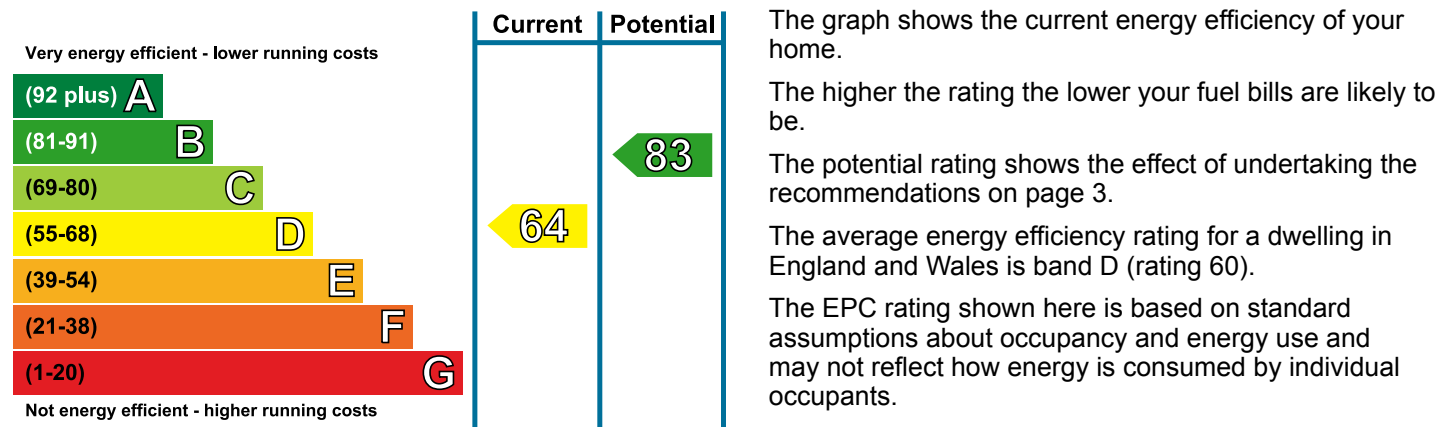 Current Potential
Very energy efficient - lower running costs
(92 plus) A
(81-91) B
83
(69-80) C
(55-68) D
64
(39-54) E
(21-38) F
(1-20) G
Not energy efficient - higher running costs
The graph shows the current energy efficiency of your
home.
The higher the rating the lower your fuel bills are likely to
be.
The potential rating shows the effect of undertaking the
recommendations on page 3.
The average energy efficiency rating for a dwelling in
England and Wales is band D (rating 60).
The EPC rating shown here is based on standard
assumptions about occupancy and energy use and
may not reflect how energy is consumed by individual
occupants.